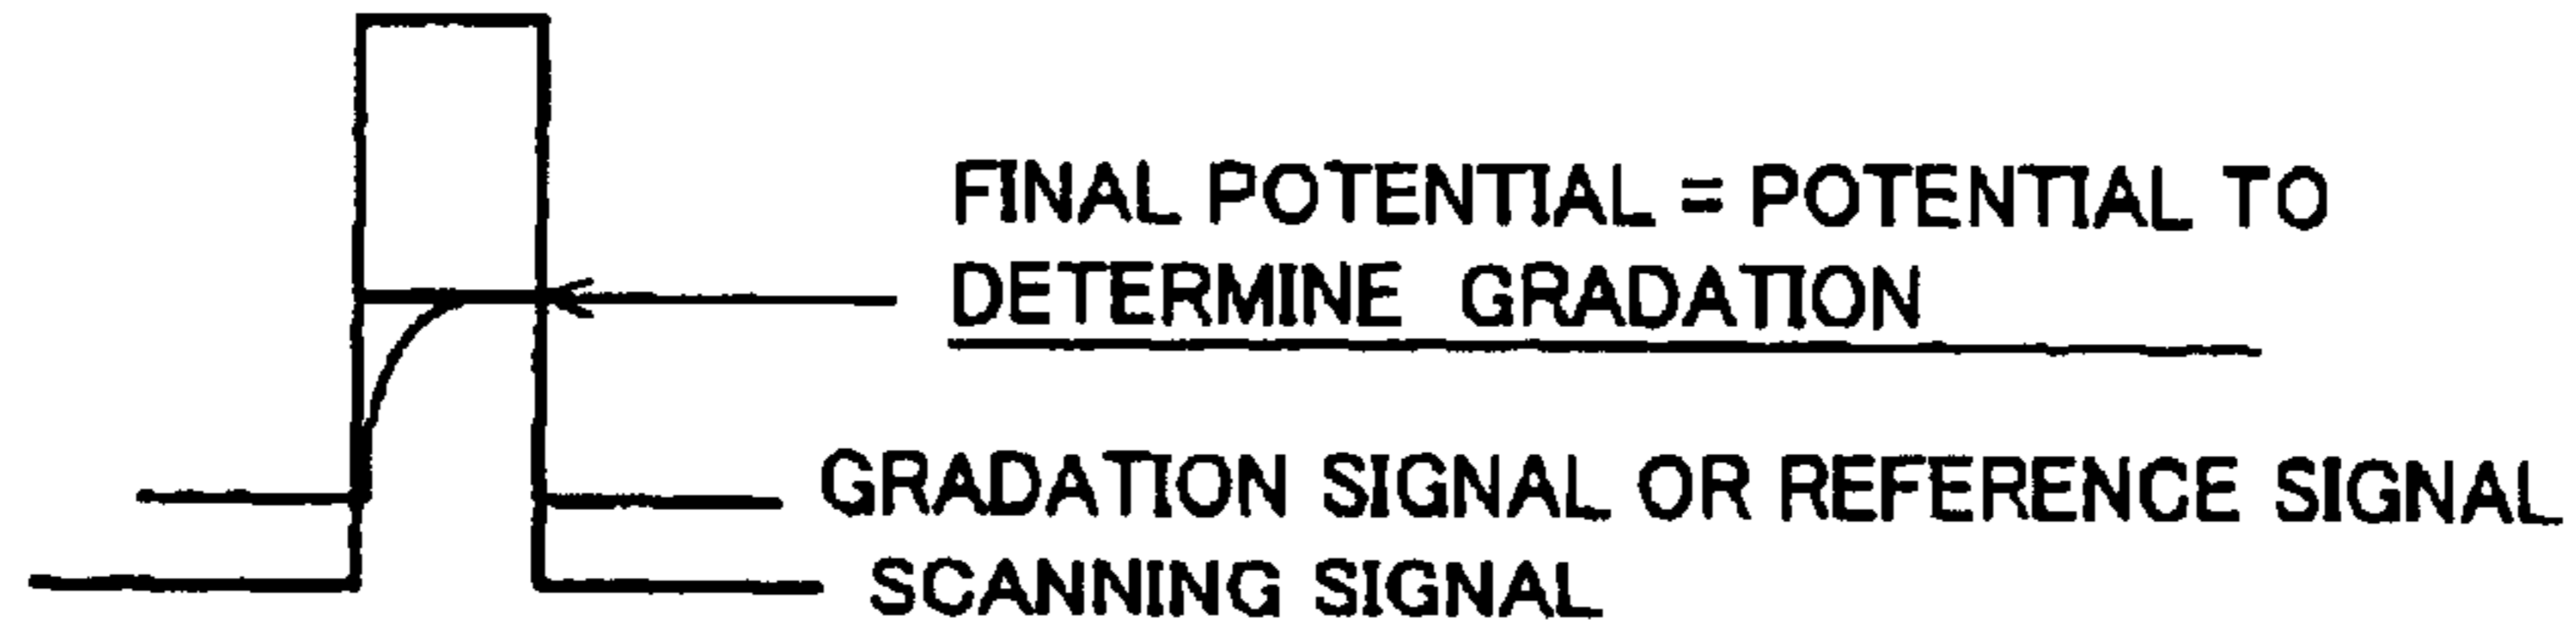 FINAL POTENTIAL = POTENTIAL TO
DETERMINE GRADATION
GRADATION SIGNAL OR REFERENCE SIGNAL
SCANNING SIGNAL